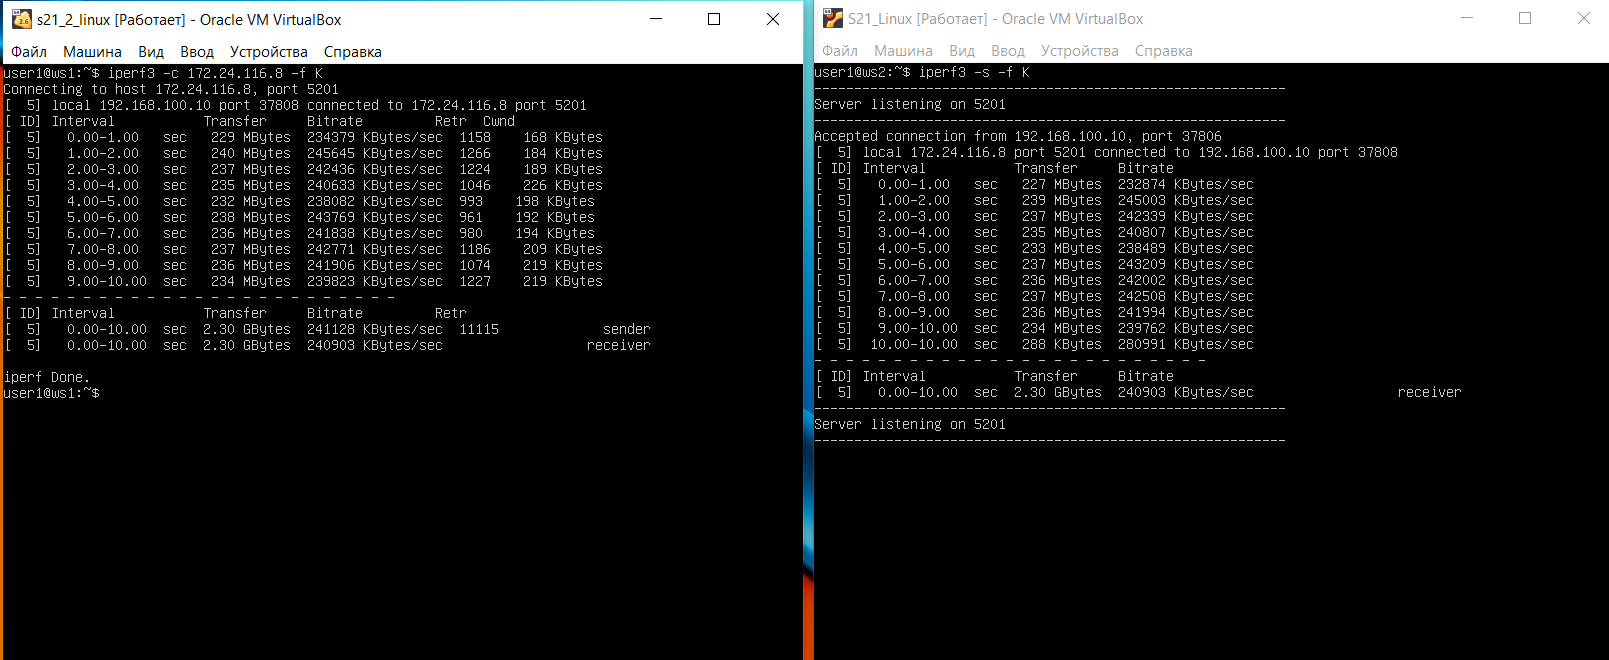 s21_2_linux [Работает] - Oracle VM VirtualBox
Файл Машина Вид Ввод Устройства Справка
user1@ws1:~$ iperf3 -c 172.24.116.8 -f K
Connecting to host 172.24.116.8, port 5201
[  5] local 192.168.100.10 port 37808 connected to 172.24.116.8 port 5201
[ ID] Interval           Transfer     Bitrate         Retr  Cwnd
[  5]   0.00-1.00   sec   229 MBytes  234379 KBytes/sec  1158    168 KBytes
[  5]   1.00-2.00   sec   240 MBytes  245645 KBytes/sec  1266    184 KBytes
[  5]   2.00-3.00   sec   237 MBytes  242436 KBytes/sec  1224    189 KBytes
[  5]   3.00-4.00   sec   235 MBytes  240633 KBytes/sec  1046    226 KBytes
[  5]   4.00-5.00   sec   232 MBytes  238082 KBytes/sec  993    198 KBytes
[  5]   5.00-6.00   sec   238 MBytes  243769 KBytes/sec  961    192 KBytes
[  5]   6.00-7.00   sec   236 MBytes  241838 KBytes/sec  980    194 KBytes
[  5]   7.00-8.00   sec   237 MBytes  242771 KBytes/sec  1186    209 KBytes
[  5]   8.00-9.00   sec   236 MBytes  241906 KBytes/sec  1074    219 KBytes
[  5]   9.00-10.00  sec   234 MBytes  239823 KBytes/sec  1227    219 KBytes
- - - - - - - - - - - - - - - - - - - - - - - - -
[ ID] Interval           Transfer     Bitrate         Retr
[  5]   0.00-10.00  sec  2.30 GBytes  241128 KBytes/sec  11115             sender
[  5]   0.00-10.00  sec  2.30 GBytes  240903 KBytes/sec                  receiver
iperf Done.
user1@ws1:~$
S21_Linux [Работает] - Oracle VM VirtualBox
Файл Машина Вид Ввод Устройства Справка
user1@ws2:~$ iperf3 -s -f K
-----------------------------------------------------------
Server listening on 5201
-----------------------------------------------------------
Accepted connection from 192.168.100.10, port 37806
[  5] local 172.24.116.8 port 5201 connected to 192.168.100.10 port 37808
[ ID] Interval           Transfer     Bitrate
[  5]   0.00-1.00   sec   227 MBytes  232874 KBytes/sec
[  5]   1.00-2.00   sec   239 MBytes  245003 KBytes/sec
[  5]   2.00-3.00   sec   237 MBytes  242339 KBytes/sec
[  5]   3.00-4.00   sec   235 MBytes  240807 KBytes/sec
[  5]   4.00-5.00   sec   233 MBytes  238489 KBytes/sec
[  5]   5.00-6.00   sec   237 MBytes  243209 KBytes/sec
[  5]   6.00-7.00   sec   236 MBytes  242002 KBytes/sec
[  5]   7.00-8.00   sec   237 MBytes  242508 KBytes/sec
[  5]   8.00-9.00   sec   236 MBytes  241994 KBytes/sec
[  5]   9.00-10.00  sec   234 MBytes  239762 KBytes/sec
[  5]  10.00-10.00  sec   288 KBytes  280991 KBytes/sec
- - - - - - - - - - - - - - - - - - - - - - - - -
[ ID] Interval           Transfer     Bitrate
[  5]   0.00-10.00  sec  2.30 GBytes  240903 KBytes/sec                  receiver
-----------------------------------------------------------
Server listening on 5201
-----------------------------------------------------------